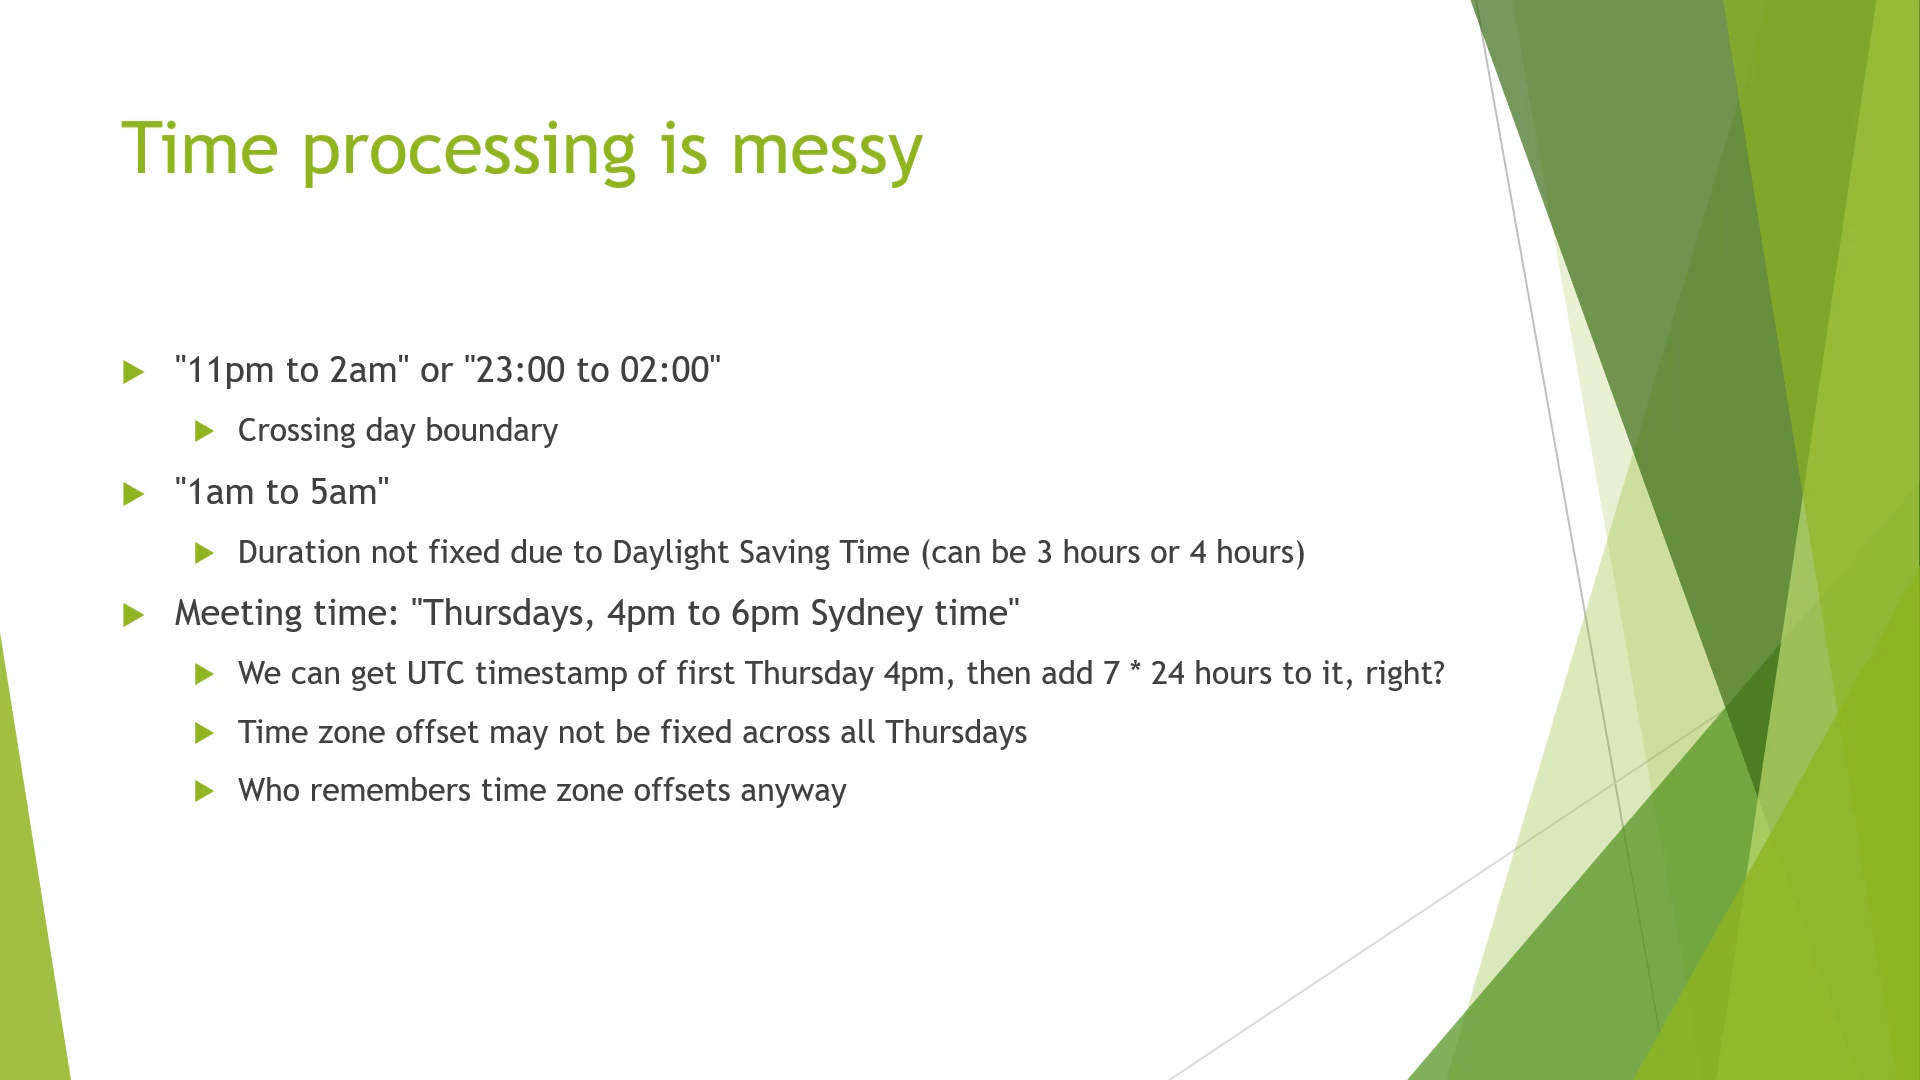 Time processing is messy
"11pm to 2am" or "23:00 to 02:00"
Crossing day boundary
"1am to 5am"
Duration not fixed due to Daylight Saving Time (can be 3 hours or 4 hours)
Meeting time: "Thursdays, 4pm to 6pm Sydney time"
We can get UTC timestamp of first Thursday 4pm, then add 7 * 24 hours to it, right?
Time zone offset may not be fixed across all Thursdays
Who remembers time zone offsets anyway